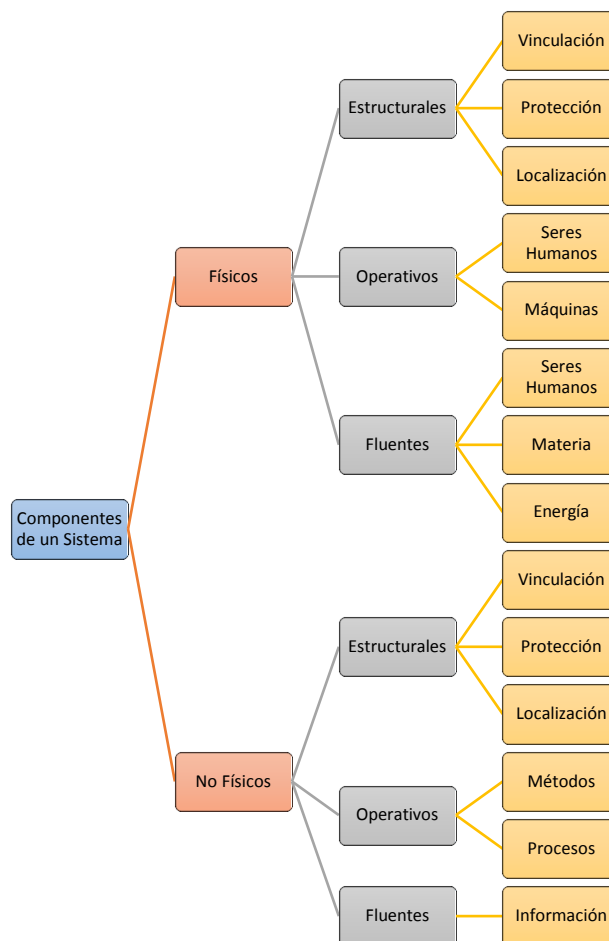 Componentes
de un Sistema
Físicos
Estructurales
Vinculación
Protección
Localización
Operativos
Seres
Humanos
Máquinas
Fluentes
Seres
Humanos
Materia
Energía
No Físicos
Estructurales
Vinculación
Protección
Localización
Operativos
Métodos
Procesos
Fluentes
Información